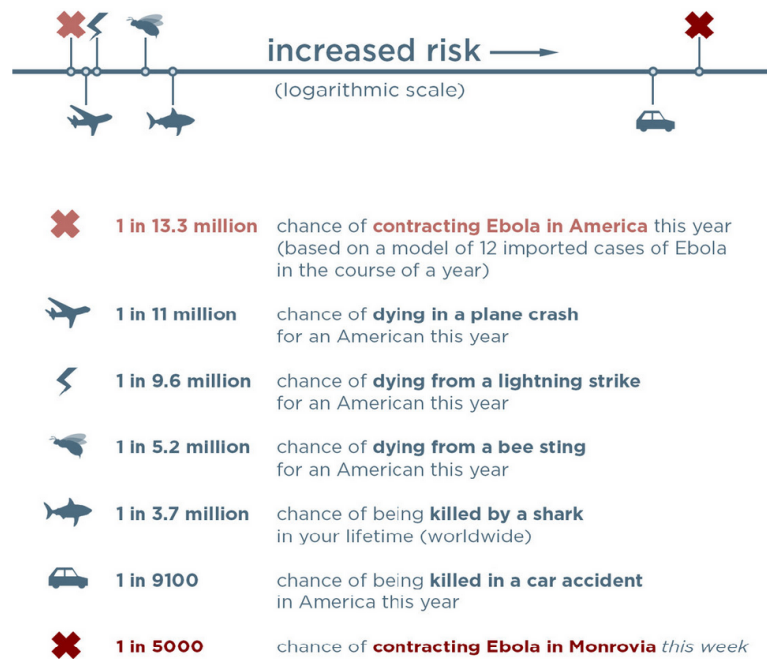 increased risk
(logarithmic scale)
1 in 13.3 million chance of contracting Ebola in America this year
(based on a model of 12 imported cases of Ebola
in the course of a year)
1 in 11 million chance of dying in a plane crash
for an American this year
1 in 9.6 million chance of dying from a lightning strike
for an American this year
1 in 5.2 million chance of dying from a bee sting
for an American this year
1 in 3.7 million chance of being killed by a shark
in your lifetime (worldwide)
1 in 9100 chance of being killed in a car accident
in America this year
1 in 5000 chance of contracting Ebola in Monrovia this week